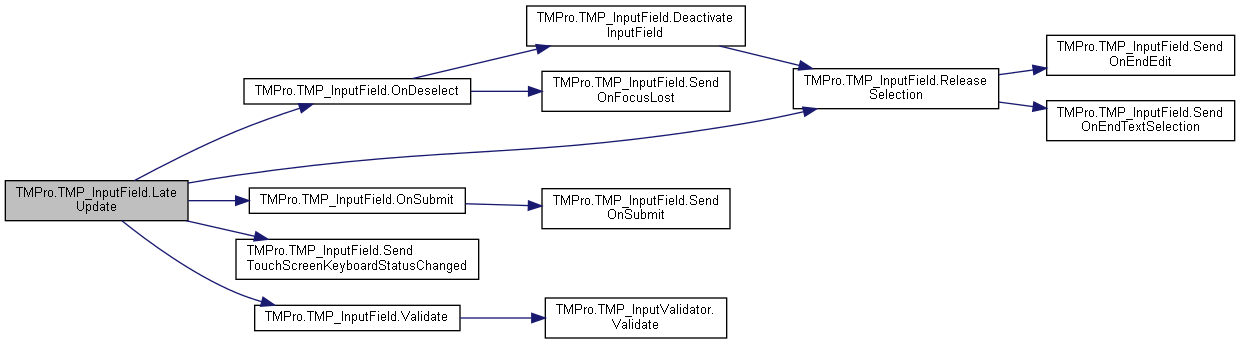 TMPro.TMP_InputField.Late
Update
TMPro.TMP_InputField.OnDeselect
TMPro.TMP_InputField.Deactivate
InputField
TMPro.TMP_InputField.Send
OnFocusLost
TMPro.TMP_InputField.Release
Selection
TMPro.TMP_InputField.Send
OnEndEdit
TMPro.TMP_InputField.Send
OnEndTextSelection
TMPro.TMP_InputField.OnSubmit
TMPro.TMP_InputField.Send
OnSubmit
TMPro.TMP_InputField.Send
TouchScreenKeyboardStatusChanged
TMPro.TMP_InputField.Validate
TMPro.TMP_InputValidator.
Validate